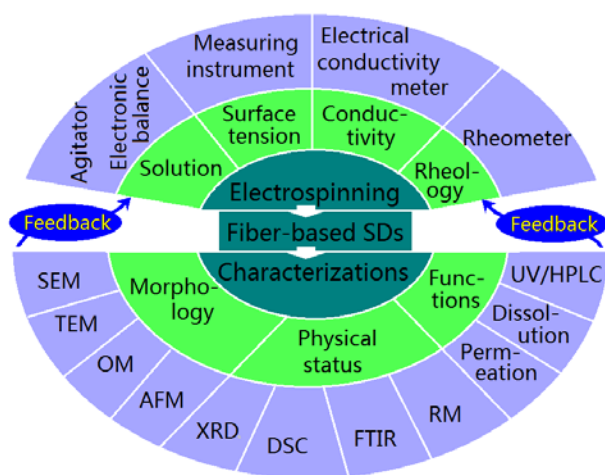 Measuring
instrument
Electrical
conductivity
meter
Agitator
Electronic
balance
Surface
tension
Conduc-
tivity
Solution
Rheol-
ogy
Rheometer
Electrospinning
Feedback
Fiber-based SDs
Feedback
Characterizations
SEM
TEM
OM
AFM
XRD
DSC
FTIR
RM
Morpho-
logy
Physical
status
Func-
tions
UV/HPLC
Dissol-
ution
Perm-
eation